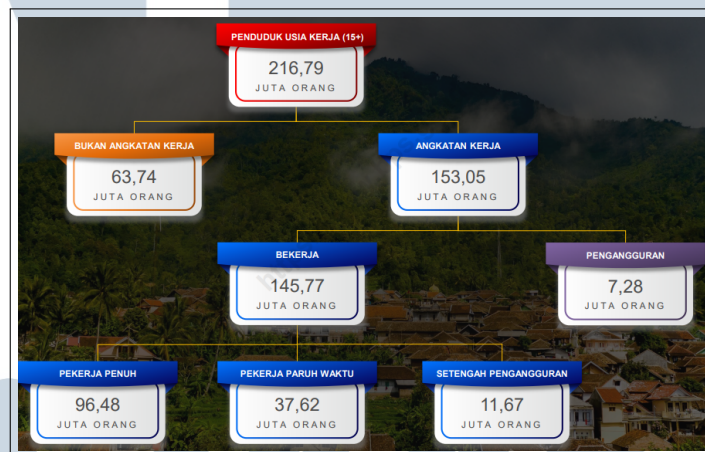 PENDUDUK USIA KERJA (15+)
216,79
JUTA ORANG
BUKAN ANGKATAN KERJA
63,74
JUTA ORANG
ANGKATAN KERJA
153,05
JUTA ORANG
BEKERJA
145,77
JUTA ORANG
PENGANGGURAN
7,28
JUTA ORANG
PEKERJA PENUH
96,48
JUTA ORANG
PEKERJA PARUH WAKTU
37,62
JUTA ORANG
SETENGAH PENGANGGURAN
11,67
JUTA ORANG